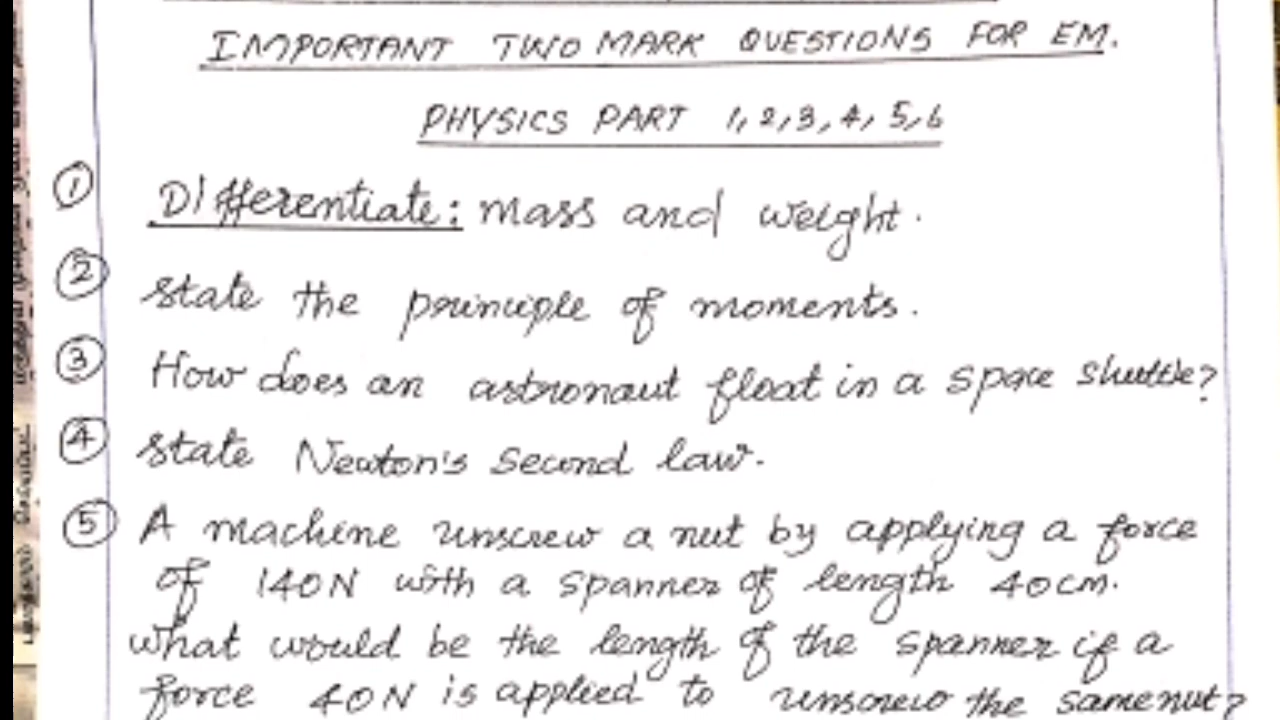 IMPORTANT TWO MARK QUESTIONS FOR EM.
PHYSICS PART 1, 2, 3, 4, 5, 6
① Differentiate: mass and weight.
② state the principle of moments.
③ How does an astronaut float in a space shuttle?
④ state Newton's second law.
⑤ A machine unscrew a nut by applying a force
of 140N with a spanner of length 40cm.
what would be the length of the spanner if a
force 40N is applied to unscrew the same nut?